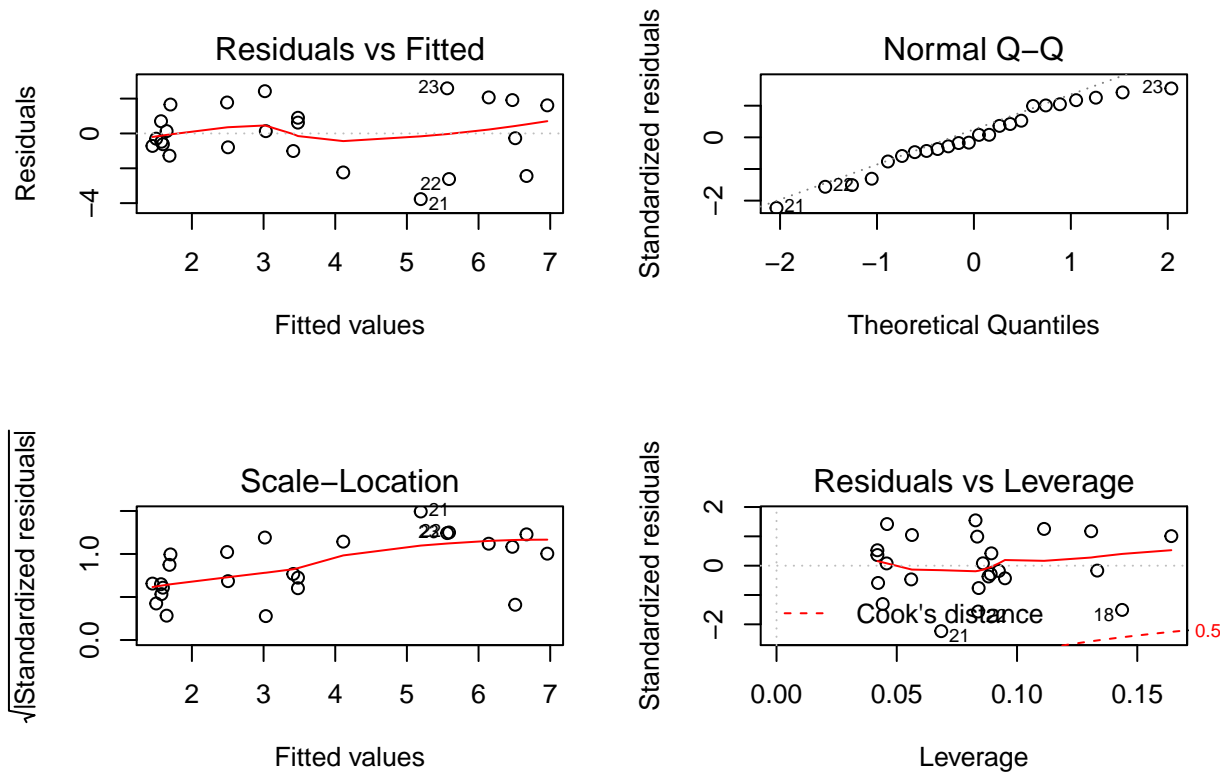 Residuals vs Fitted
Residuals
0
−4
23
22
21
2 3 4 5 6 7
Fitted values
Normal Q−Q
Standardized residuals
0
−2
21
22
23
−2 −1 0 1 2
Theoretical Quantiles
Scale−Location
√|Standardized residuals|
1.0
0.0
21
22
23
2 3 4 5 6 7
Fitted values
Residuals vs Leverage
Standardized residuals
2
0
−2
Cook's distance
22
18
21
0.5
0.00 0.05 0.10 0.15
Leverage